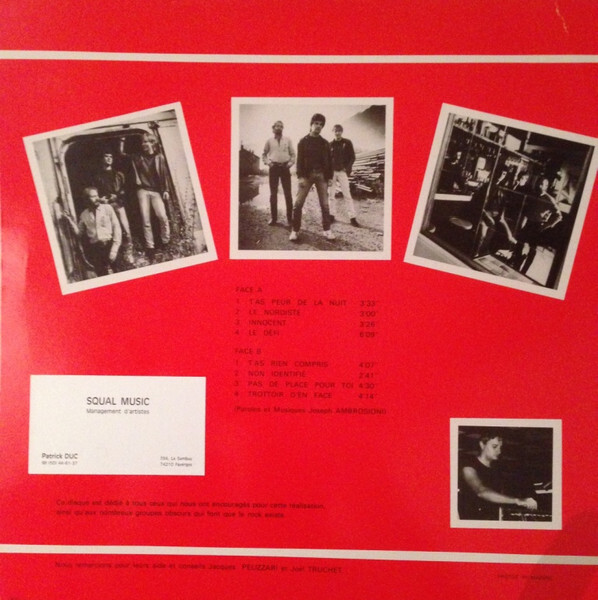 FACE A
1. T'AS PEUR DE LA NUIT 3'33"
2. LE NORDISTE 3'00"
3. INNOCENT 3'26"
4. LE DÉFI
FACE B
1. T'AS RIEN COMPRIS 4'07"
2. NON IDENTIFIÉ 2'41"
3. PAS DE PLACE POUR TOI 4'30"
4. TROTTOIR D'EN FACE 4'14"
(Paroles et Musiques Joseph AMBROSIONI)
SQUAL MUSIC
Management d'artistes
Patrick DUC
74210 Faverges
Ce disque est dédié à tous ceux qui nous ont encouragés pour cette réalisation,
ainsi qu'aux nombreux groupes obscurs qui font que le rock existe.
Nous remercions pour leurs aide et conseils Jacques PELIZZARI et Joël TRUCHET.